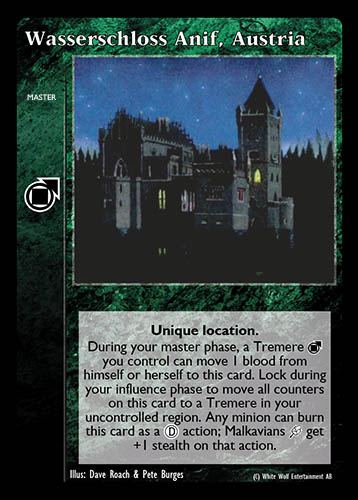 Wasserschloss Anif, Austria
MASTER
Unique location.
During your master phase, a Tremere
you control can move 1 blood from
himself or herself to this card. Lock during
your influence phase to move all counters
on this card to a Tremere in your
uncontrolled region. Any minion can burn
this card as a D action; Malkavians get
+1 stealth on that action.
Illus: Dave Roach & Pete Burges
(C) White Wolf Entertainment AB